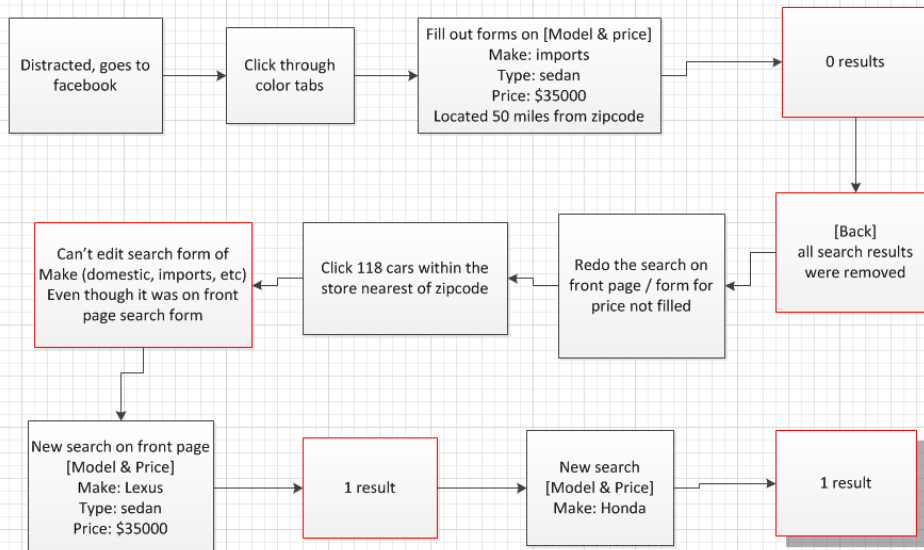 Distracted, goes to
facebook
Click through
color tabs
Fill out forms on [Model & price]
Make: imports
Type: sedan
Price: $35000
Located 50 miles from zipcode
0 results
[Back]
all search results
were removed
Redo the search on
front page / form for
price not filled
Click 118 cars within the
store nearest of zipcode
Can't edit search form of
Make (domestic, imports, etc)
Even though it was on front
page search form
New search on front page
[Model & Price]
Make: Lexus
Type: sedan
Price: $35000
1 result
New search
[Model & Price]
Make: Honda
1 result